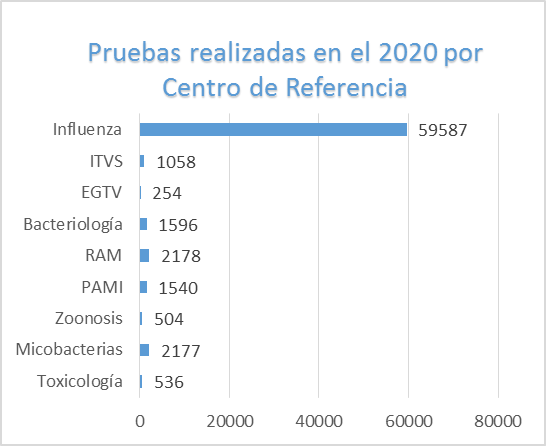 Pruebas realizadas en el 2020 por
Centro de Referencia
Influenza 59587
ITVS 1058
EGTV 254
Bacteriología 1596
RAM 2178
PAMI 1540
Zoonosis 504
Micobacterias 2177
Toxicología 536
0 20000 40000 60000 80000